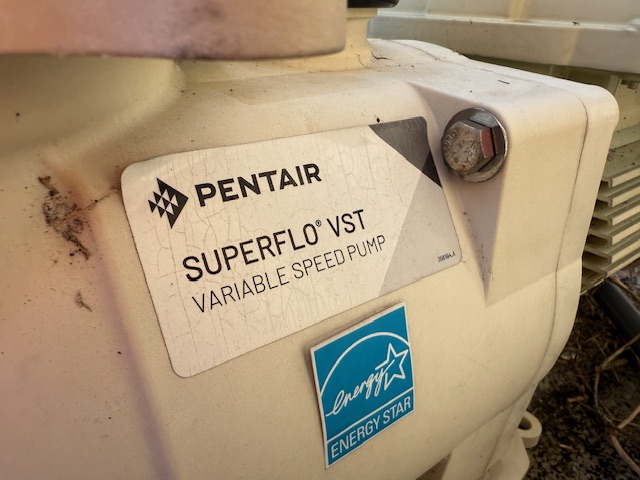 PENTAIR
SUPERFLO® VST
VARIABLE SPEED PUMP
energy
ENERGY STAR